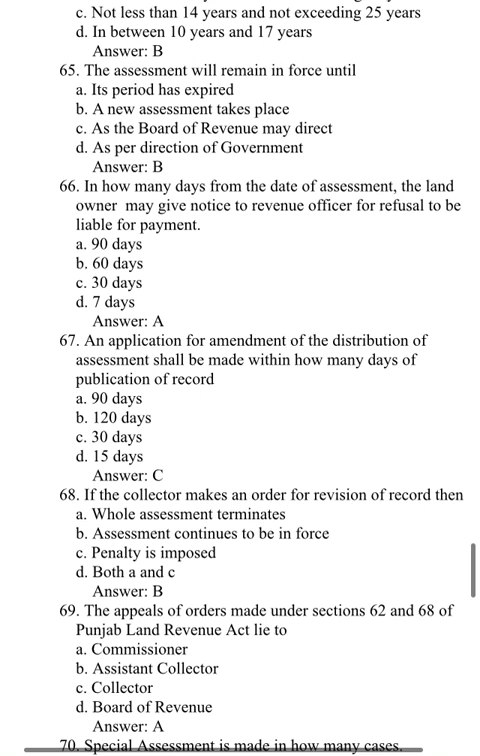 c. Not less than 14 years and not exceeding 25 years
d. In between 10 years and 17 years
Answer: B
65. The assessment will remain in force until
a. Its period has expired
b. A new assessment takes place
c. As the Board of Revenue may direct
d. As per direction of Government
Answer: B
66. In how many days from the date of assessment, the land
owner may give notice to revenue officer for refusal to be
liable for payment.
a. 90 days
b. 60 days
c. 30 days
d. 7 days
Answer: A
67. An application for amendment of the distribution of
assessment shall be made within how many days of
publication of record
a. 90 days
b. 120 days
c. 30 days
d. 15 days
Answer: C
68. If the collector makes an order for revision of record then
a. Whole assessment terminates
b. Assessment continues to be in force
c. Penalty is imposed
d. Both a and c
Answer: B
69. The appeals of orders made under sections 62 and 68 of
Punjab Land Revenue Act lie to
a. Commissioner
b. Assistant Collector
c. Collector
d. Board of Revenue
Answer: A
70. Special Assessment is made in how many cases.